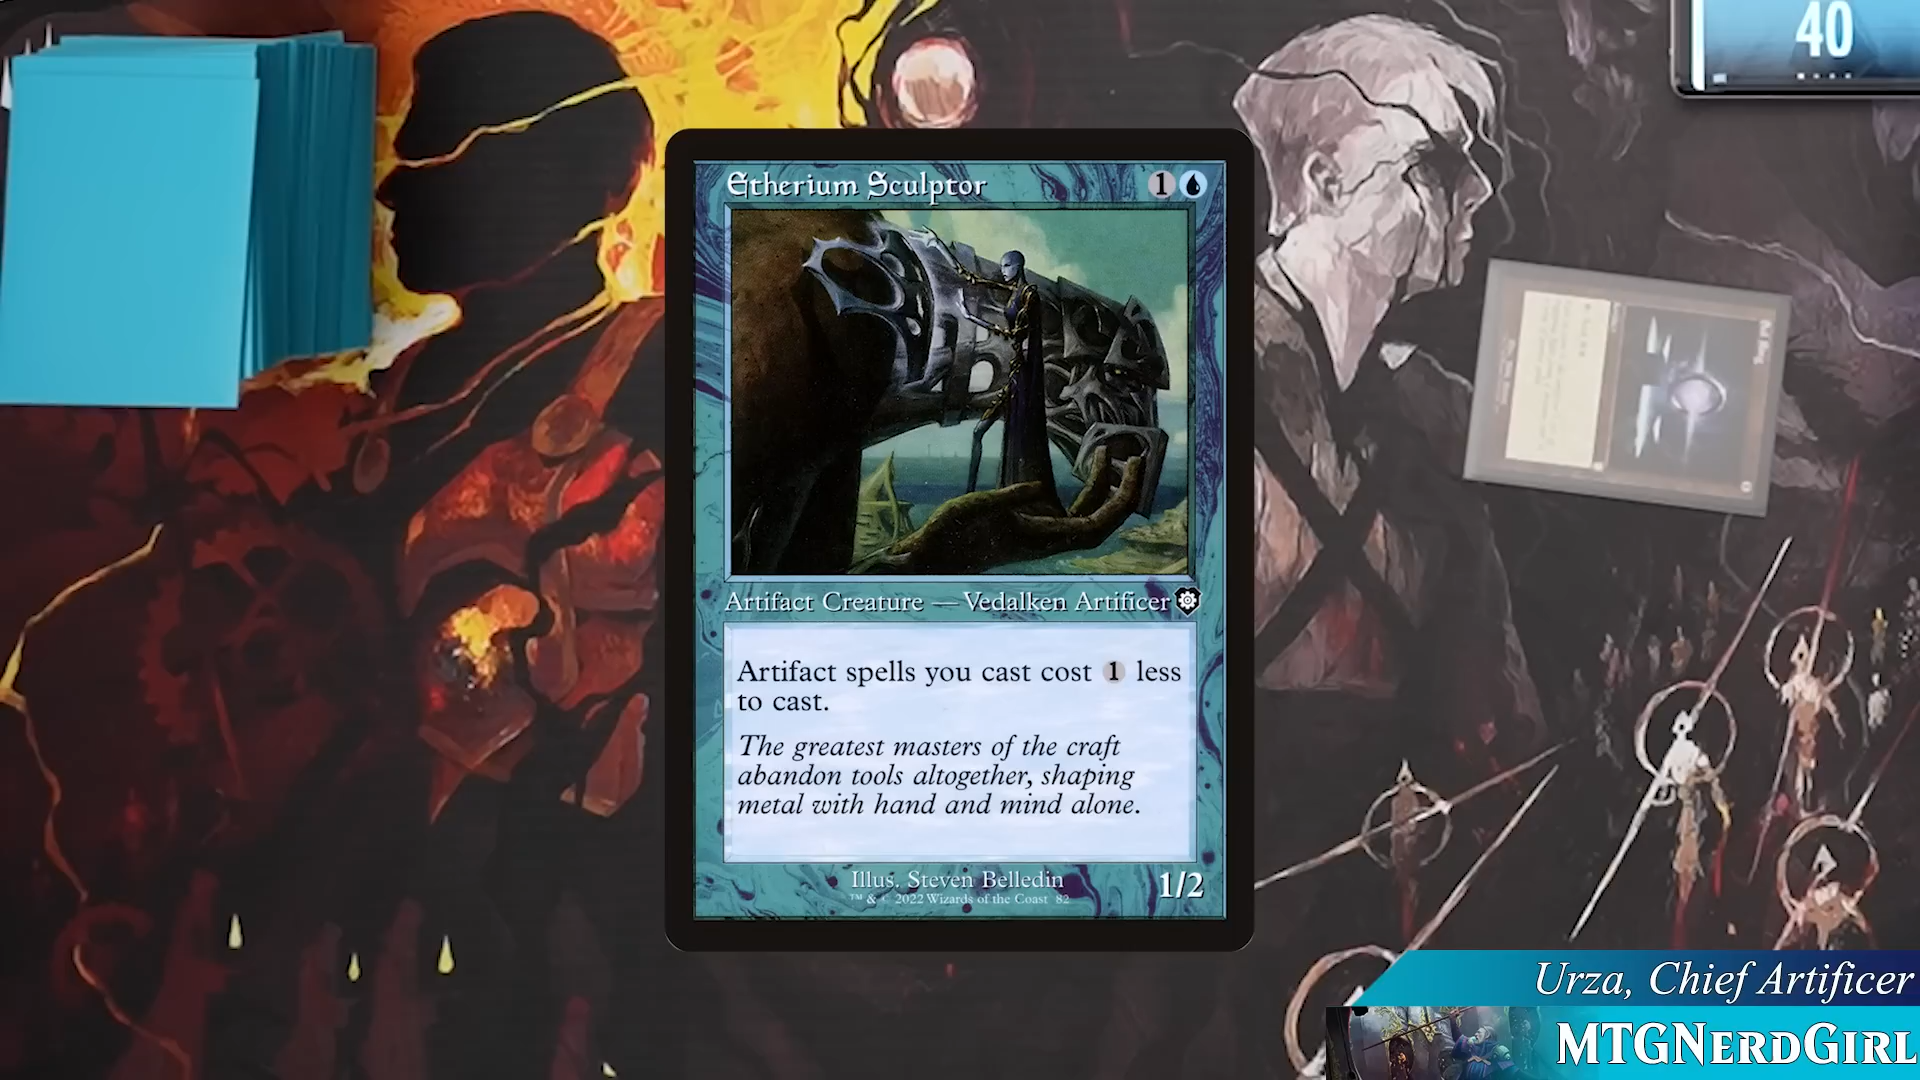 40
Etherium Sculptor 1
Artifact Creature — Vedalken Artificer
Artifact spells you cast cost 1 less
to cast.
The greatest masters of the craft
abandon tools altogether, shaping
metal with hand and mind alone.
Illus. Steven Belledin
™ & © 2022 Wizards of the Coast 82
1/2
Urza, Chief Artificer
MTGNERDGIRL